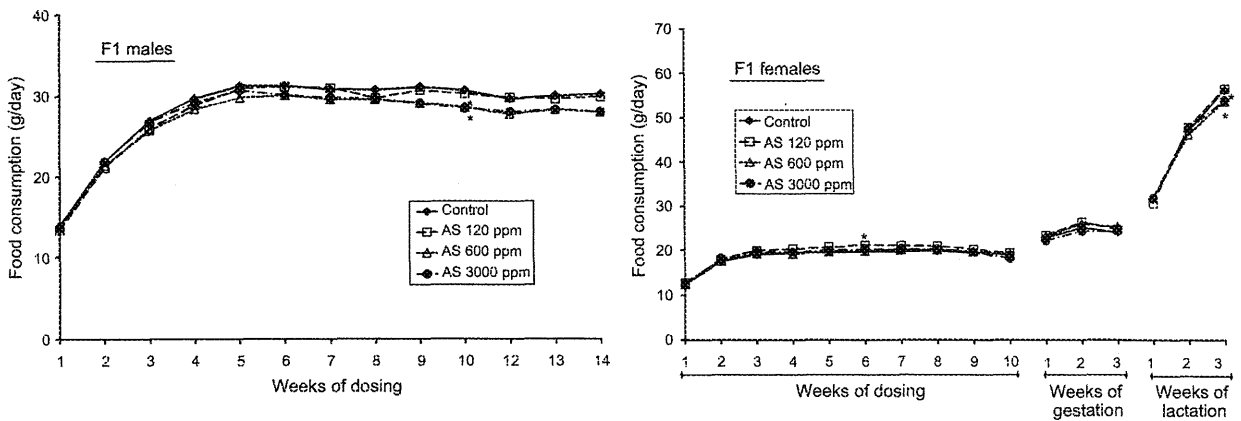 F1 males
Food consumption (g/day)
40
30
20
10
0
* *
*
*
Control
AS 120 ppm
AS 600 ppm
AS 3000 ppm
1 2 3 4 5 6 7 8 9 10 12 13 14
Weeks of dosing
F1 females
Food consumption (g/day)
70
60
50
40
30
20
10
0
Control
AS 120 ppm
AS 600 ppm
AS 3000 ppm
*
*
*
1 2 3 4 5 6 7 8 9 10
Weeks of dosing
1 2 3
Weeks of
gestation
1 2 3
Weeks of
lactation